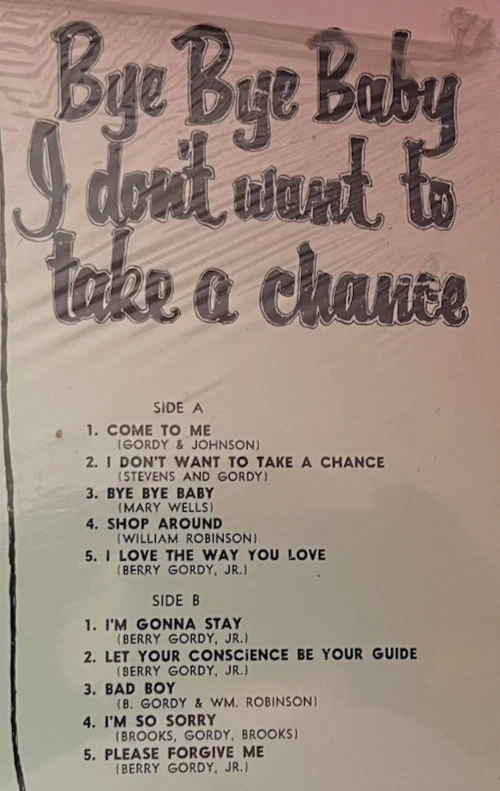 Bye Bye Baby
I don't want to
take a chance
SIDE A
1. COME TO ME
(GORDY & JOHNSON)
2. I DON'T WANT TO TAKE A CHANCE
(STEVENS AND GORDY)
3. BYE BYE BABY
(MARY WELLS)
4. SHOP AROUND
(WILLIAM ROBINSON)
5. I LOVE THE WAY YOU LOVE
(BERRY GORDY, JR.)
SIDE B
1. I'M GONNA STAY
(BERRY GORDY, JR.)
2. LET YOUR CONSCiENCE BE YOUR GUIDE
(BERRY GORDY, JR.)
3. BAD BOY
(B. GORDY & WM. ROBINSON)
4. I'M SO SORRY
(BROOKS, GORDY, BROOKS)
5. PLEASE FORGIVE ME
(BERRY GORDY, JR.)